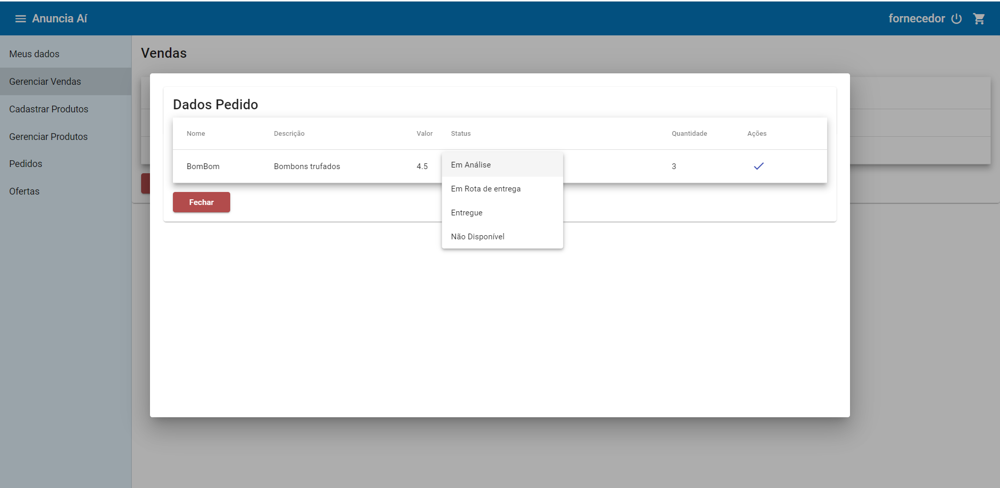 Anuncia Aí
fornecedor
Meus dados
Gerenciar Vendas
Cadastrar Produtos
Gerenciar Produtos
Pedidos
Ofertas
Vendas
Dados Pedido
Nome Descrição Valor Status Quantidade Ações
BomBom Bombons trufados 4.5 3
Em Análise
Em Rota de entrega
Entregue
Não Disponível
Fechar